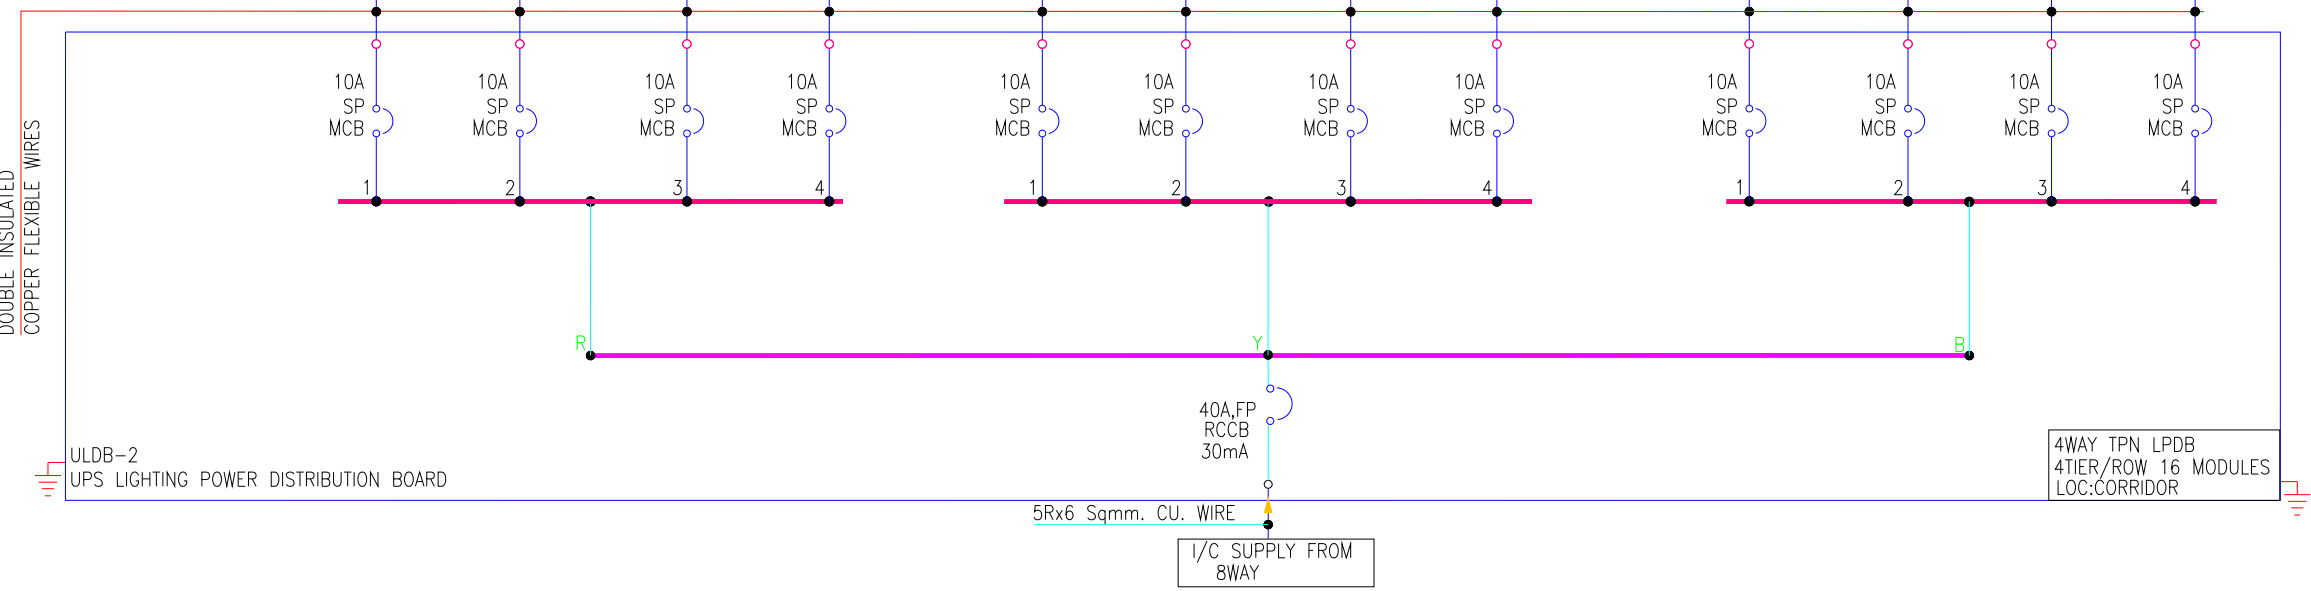 10A
SP
MCB
10A
SP
MCB
10A
SP
MCB
10A
SP
MCB
10A
SP
MCB
10A
SP
MCB
10A
SP
MCB
10A
SP
MCB
10A
SP
MCB
10A
SP
MCB
10A
SP
MCB
10A
SP
MCB
1
2
3
4
1
2
3
4
1
2
3
4
DOUBLE INSULATED
COPPER FLEXIBLE WIRES
R
Y
B
40A,FP
RCCB
30mA
ULDB-2
UPS LIGHTING POWER DISTRIBUTION BOARD
4WAY TPN LPDB
4TIER/ROW 16 MODULES
LOC:CORRIDOR
5Rx6 Sqmm. CU. WIRE
I/C SUPPLY FROM
8WAY